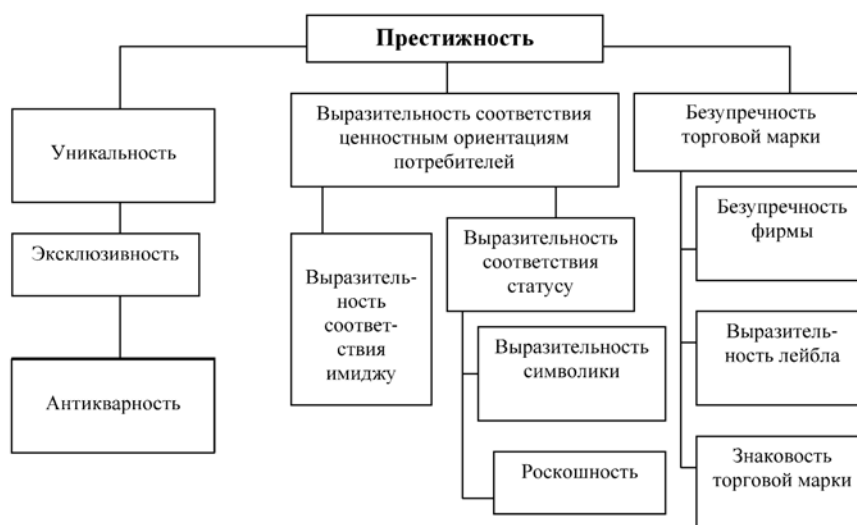 Престижность
Уникальность
Эксклюзивность
Антикварность
Выразительность соответствия
ценностным ориентациям
потребителей
Выразитель-
ность
соответ-
ствия
имиджу
Выразительность
соответствия
статусу
Выразительность
символики
Роскошность
Безупречность
торговой марки
Безупречность
фирмы
Выразитель-
ность лейбла
Знаковость
торговой марки